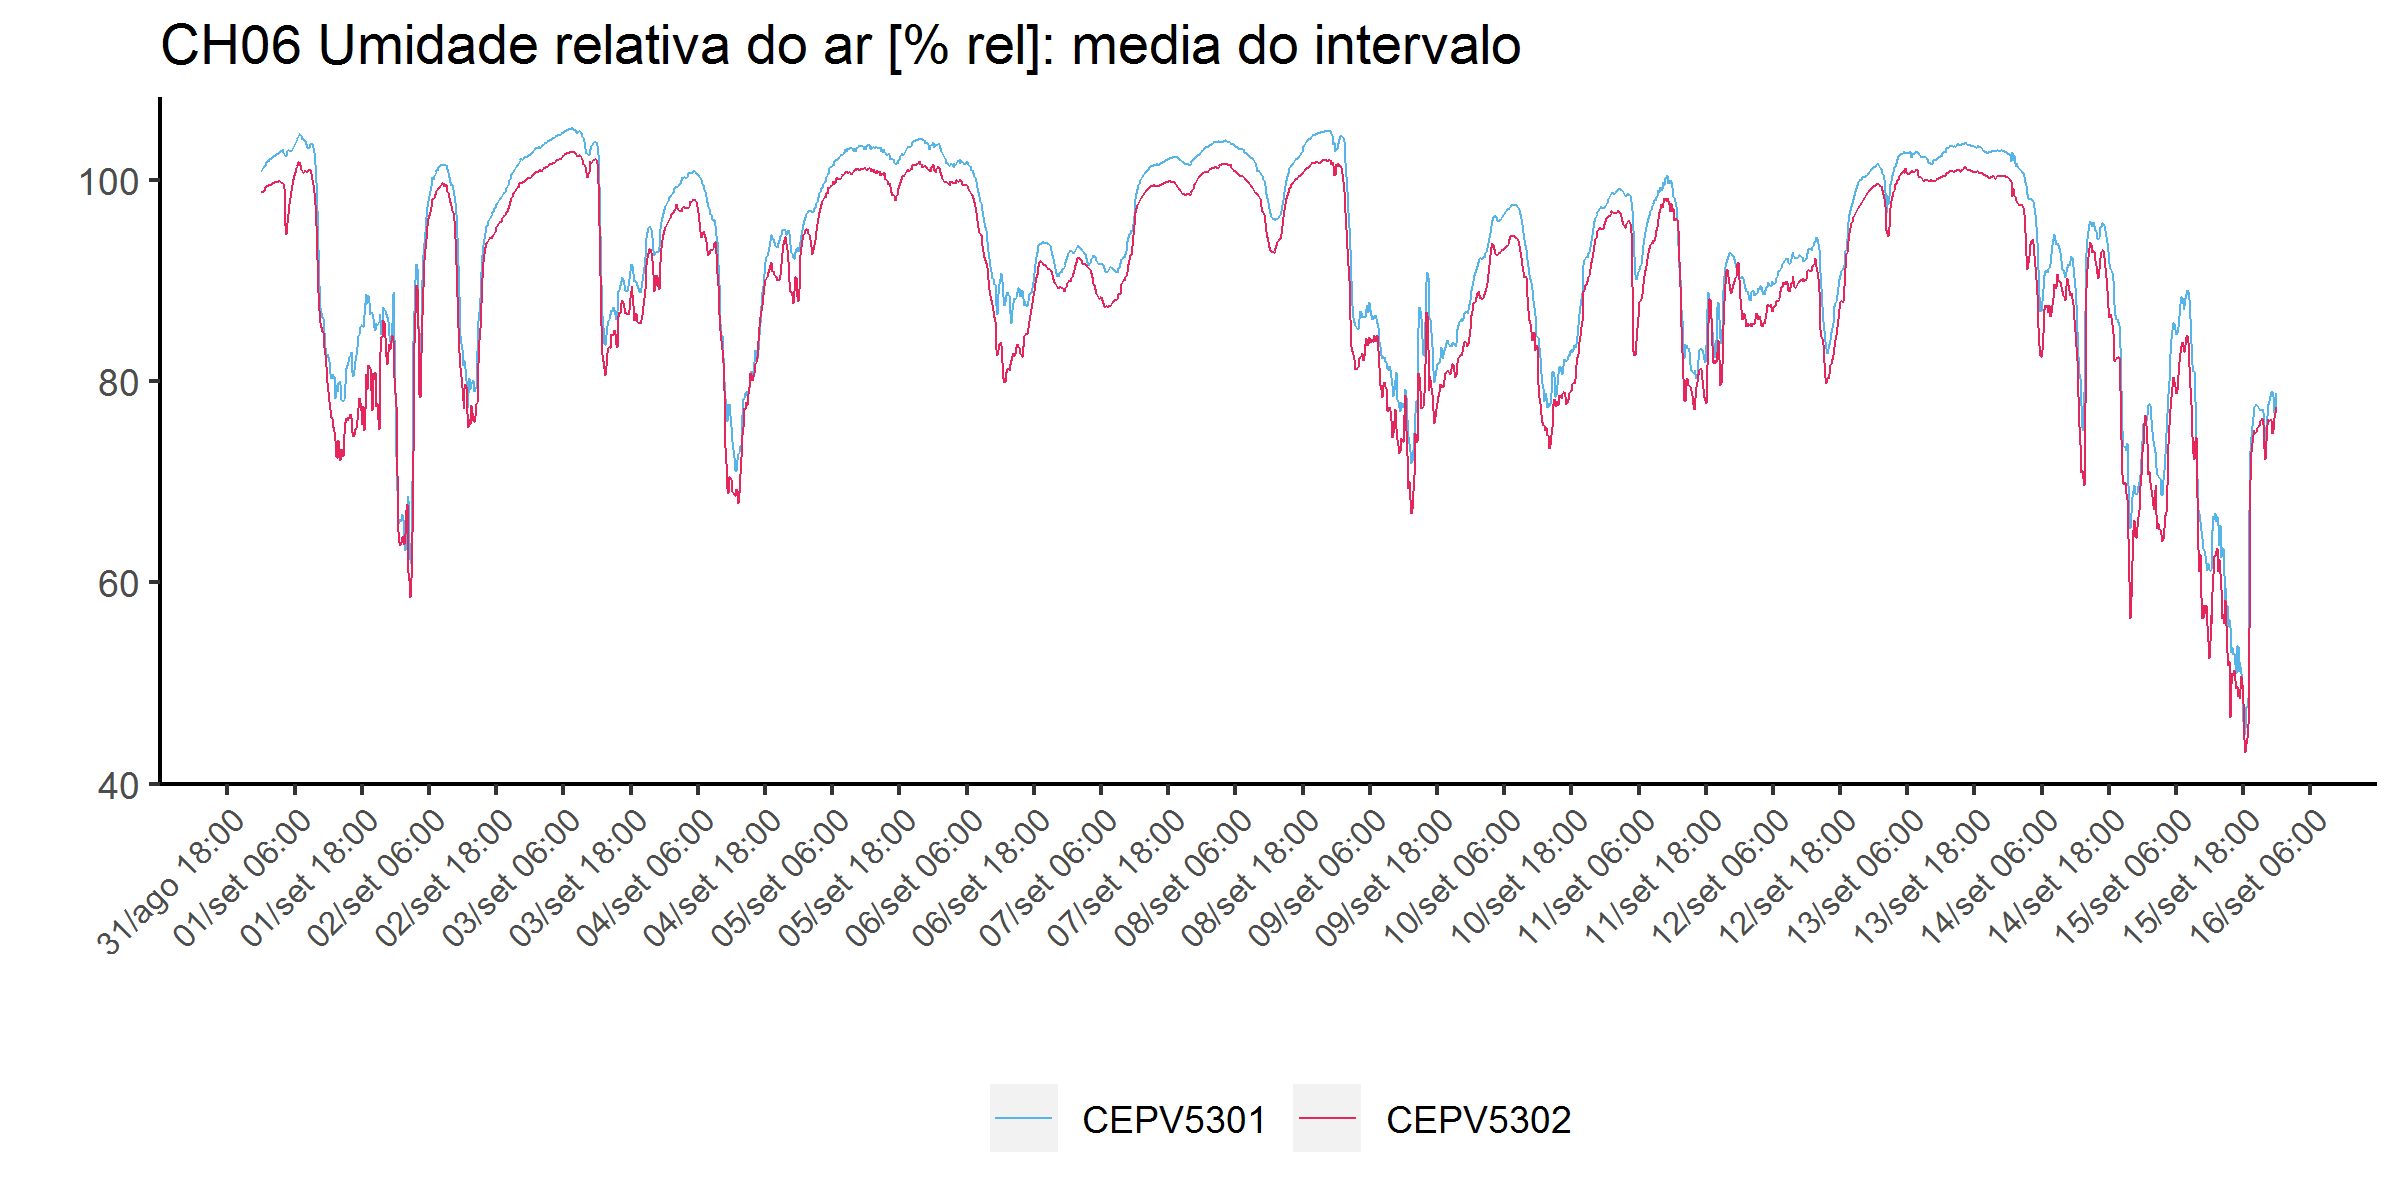 CH06 Umidade relativa do ar [% rel]: media do intervalo
100
80
60
40
31/ago 18:00
01/set 06:00
01/set 18:00
02/set 06:00
02/set 18:00
03/set 06:00
03/set 18:00
04/set 06:00
04/set 18:00
05/set 06:00
05/set 18:00
06/set 06:00
06/set 18:00
07/set 06:00
07/set 18:00
08/set 06:00
08/set 18:00
09/set 06:00
09/set 18:00
10/set 06:00
10/set 18:00
11/set 06:00
11/set 18:00
12/set 06:00
12/set 18:00
13/set 06:00
13/set 18:00
14/set 06:00
14/set 18:00
15/set 06:00
15/set 18:00
16/set 06:00
CEPV5301 CEPV5302